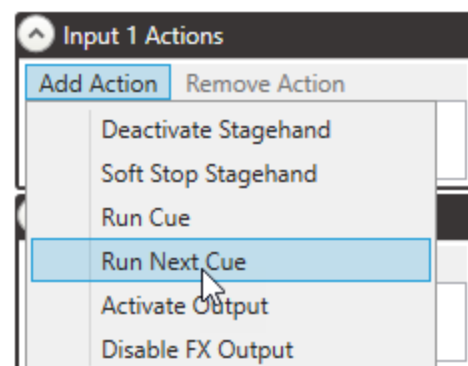 Input 1 Actions
Add Action Remove Action
Deactivate Stagehand
Soft Stop Stagehand
Run Cue
Run Next Cue
Activate Output
Disable FX Output